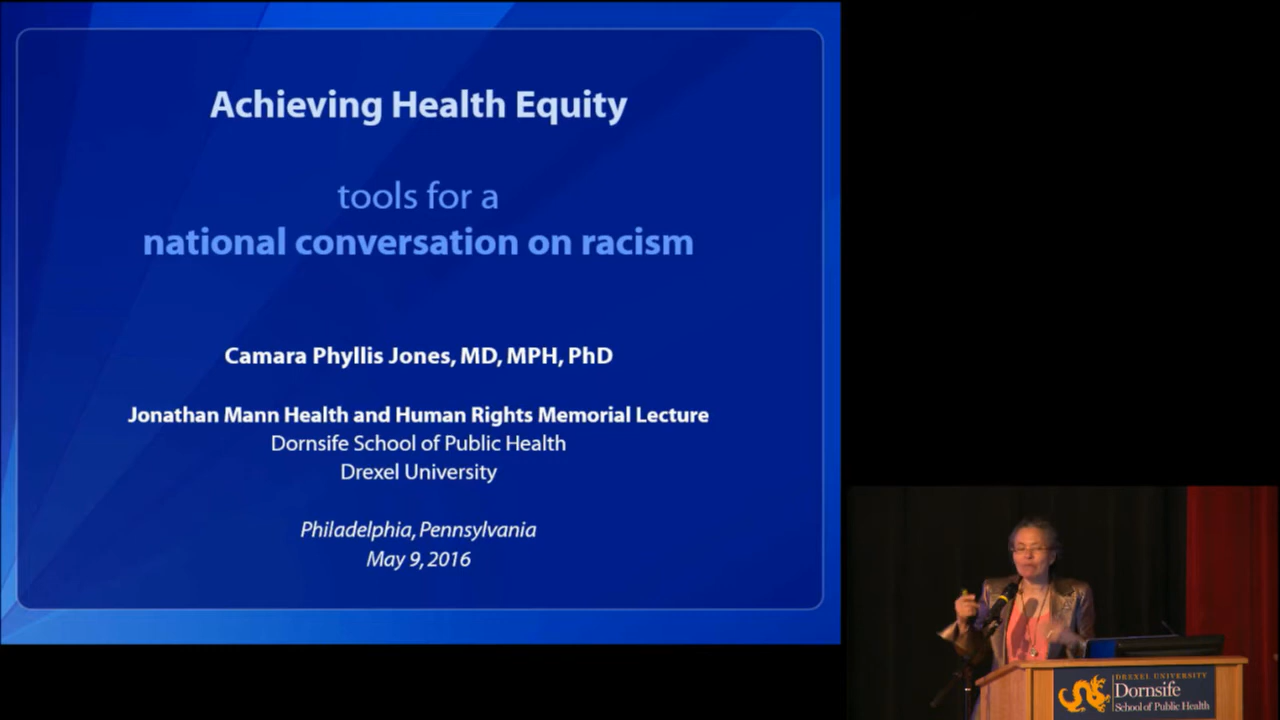 Achieving Health Equity
tools for a
national conversation on racism
Camara Phyllis Jones, MD, MPH, PhD
Jonathan Mann Health and Human Rights Memorial Lecture
Dornsife School of Public Health
Drexel University
Philadelphia, Pennsylvania
May 9, 2016
DREXEL UNIVERSITY
Dornsife
School of Public Health